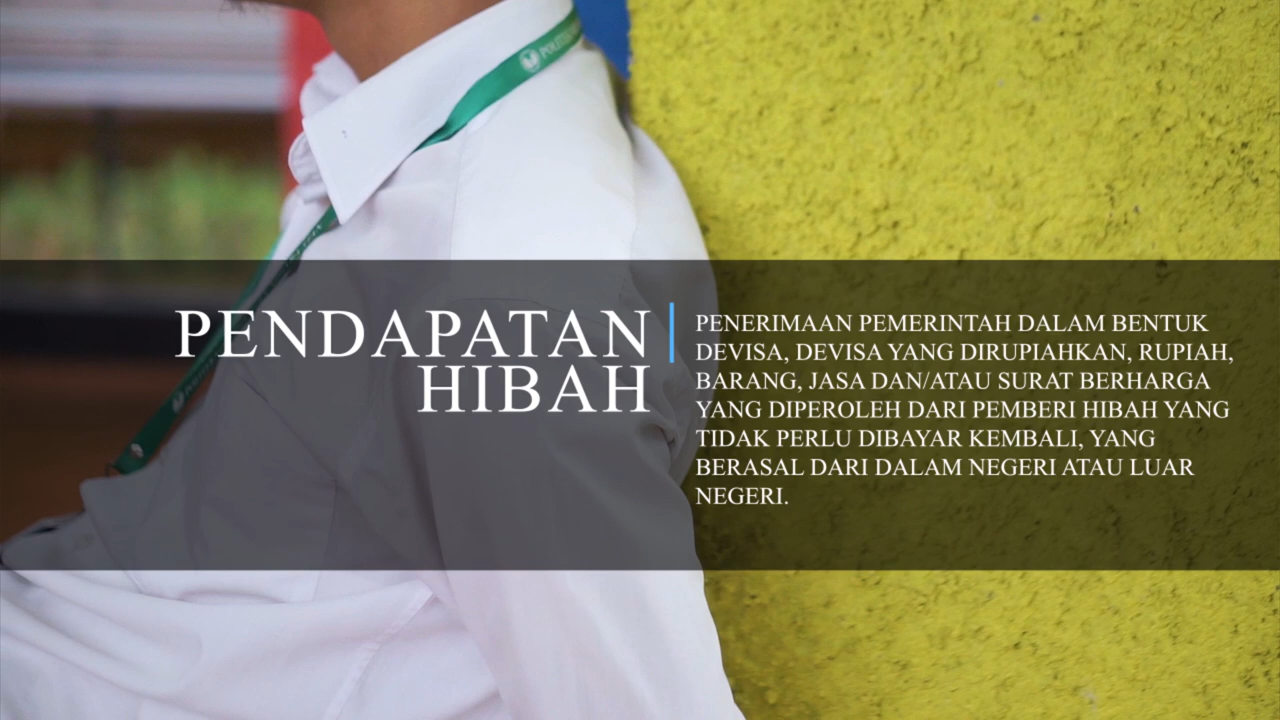 PENDAPATAN
HIBAH
PENERIMAAN PEMERINTAH DALAM BENTUK
DEVISA, DEVISA YANG DIRUPIAHKAN, RUPIAH,
BARANG, JASA DAN/ATAU SURAT BERHARGA
YANG DIPEROLEH DARI PEMBERI HIBAH YANG
TIDAK PERLU DIBAYAR KEMBALI, YANG
BERASAL DARI DALAM NEGERI ATAU LUAR
NEGERI.